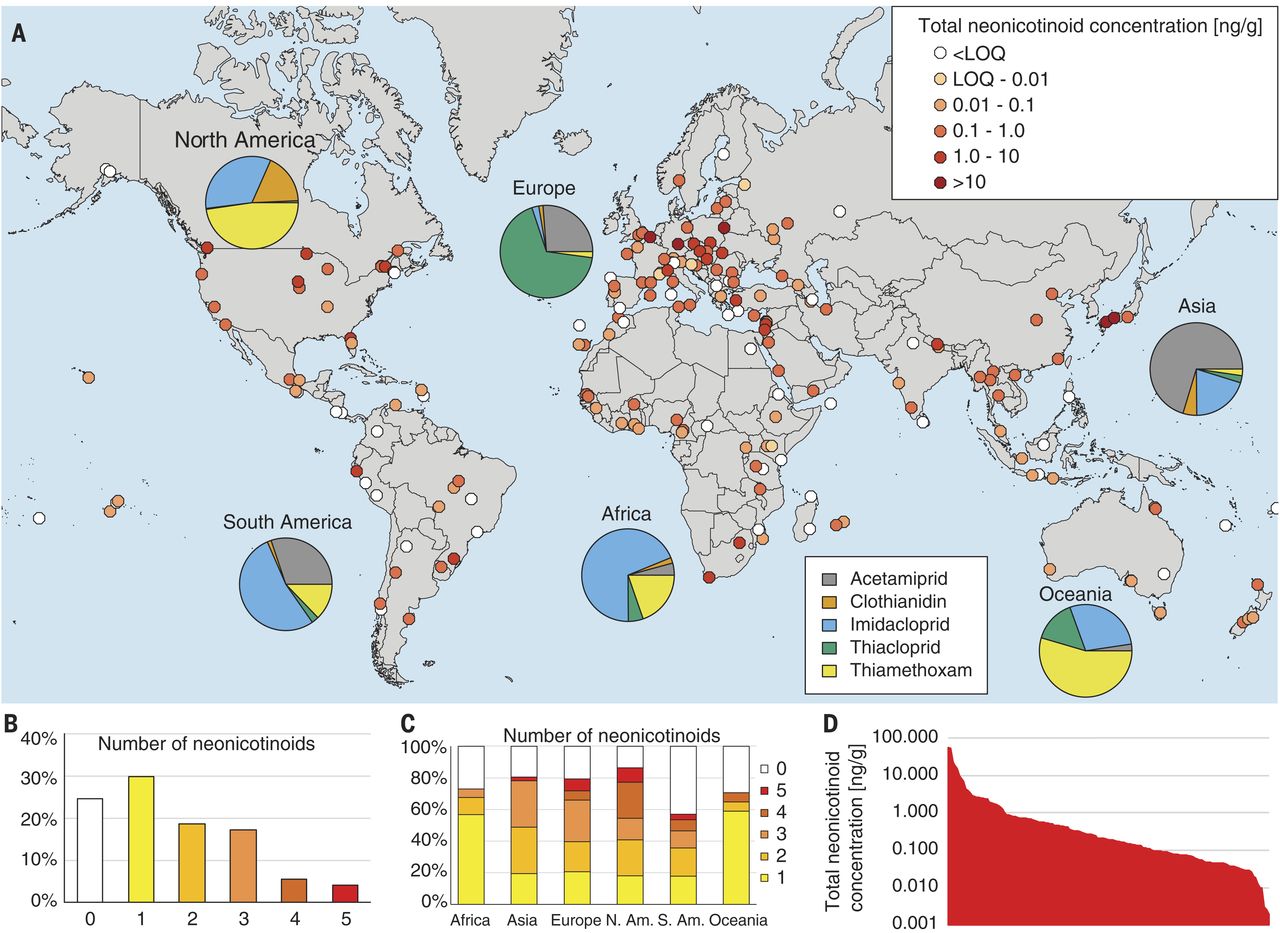 A
Total neonicotinoid concentration [ng/g]
<LOQ
LOQ - 0.01
0.01 - 0.1
0.1 - 1.0
1.0 - 10
>10
North America
Europe
Asia
South America
Africa
Oceania
Acetamiprid
Clothianidin
Imidacloprid
Thiacloprid
Thiamethoxam
B
Number of neonicotinoids
40%
30%
20%
10%
0%
0 1 2 3 4 5
C
Number of neonicotinoids
100%
80%
60%
40%
20%
0%
Africa Asia Europe N. Am. S. Am. Oceania
0
5
4
3
2
1
D
Total neonicotinoid
concentration [ng/g]
100.000
10.000
1.000
0.100
0.010
0.001